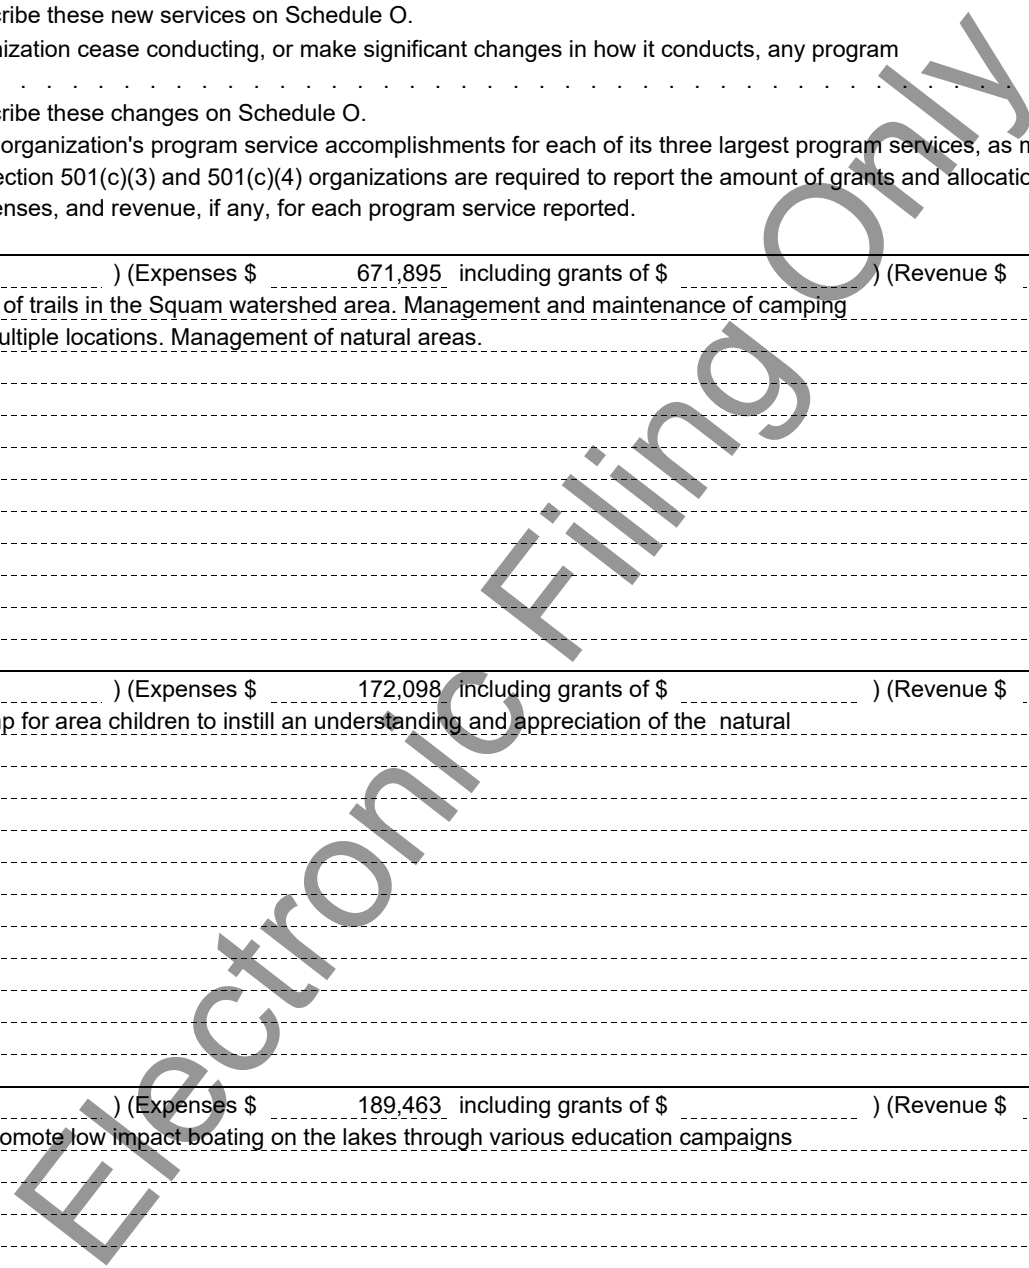 cribe these new services on Schedule O.
nization cease conducting, or make significant changes in how it conducts, any program
. . . . . . . . . . . . . . . . . . . . . . . . . . . . . . . . . . . . . . .
cribe these changes on Schedule O.
organization's program service accomplishments for each of its three largest program services, as m
ection 501(c)(3) and 501(c)(4) organizations are required to report the amount of grants and allocatio
enses, and revenue, if any, for each program service reported.
) (Expenses $ 671,895 including grants of $ ) (Revenue $
of trails in the Squam watershed area. Management and maintenance of camping
ultiple locations. Management of natural areas.
) (Expenses $ 172,098 including grants of $ ) (Revenue $
p for area children to instill an understanding and appreciation of the natural
) (Expenses $ 189,463 including grants of $ ) (Revenue $
omote low impact boating on the lakes through various education campaigns
Electronic Filing Only